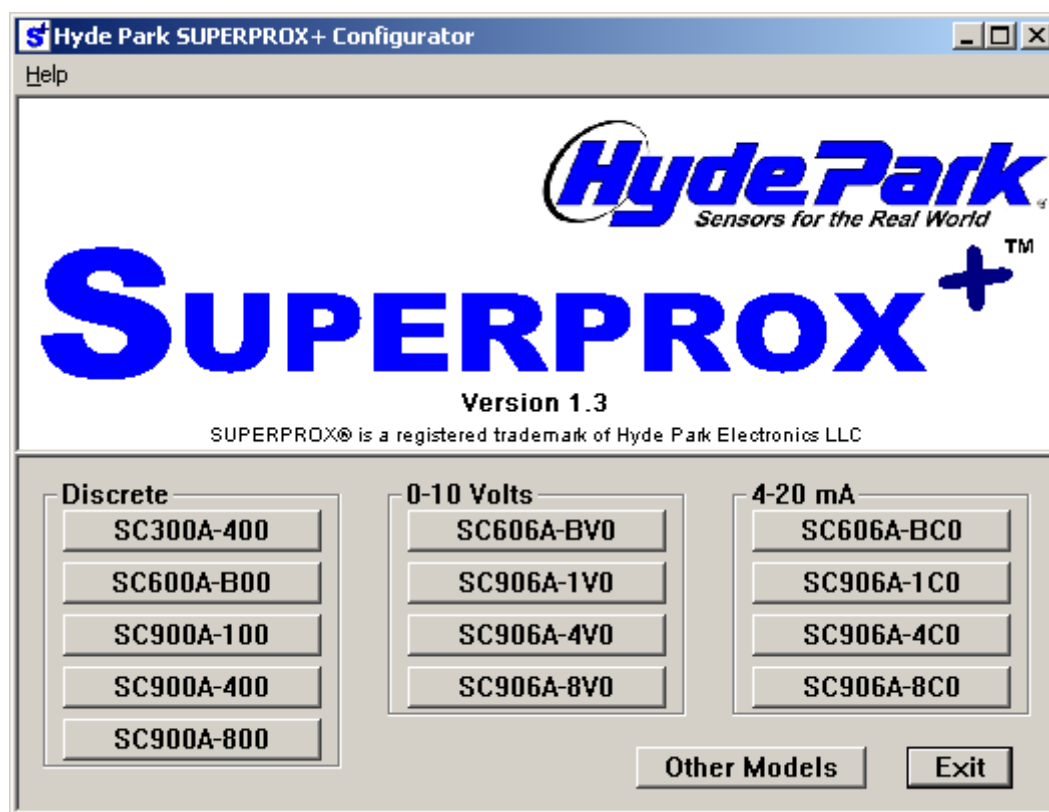 Hyde Park SUPERPROX+ Configurator
Help
Hyde Park
Sensors for the Real World
SUPERPROX+™
Version 1.3
SUPERPROX® is a registered trademark of Hyde Park Electronics LLC
Discrete
SC300A-400
SC600A-B00
SC900A-100
SC900A-400
SC900A-800
0-10 Volts
SC606A-BV0
SC906A-1V0
SC906A-4V0
SC906A-8V0
4-20 mA
SC606A-BC0
SC906A-1C0
SC906A-4C0
SC906A-8C0
Other Models
Exit